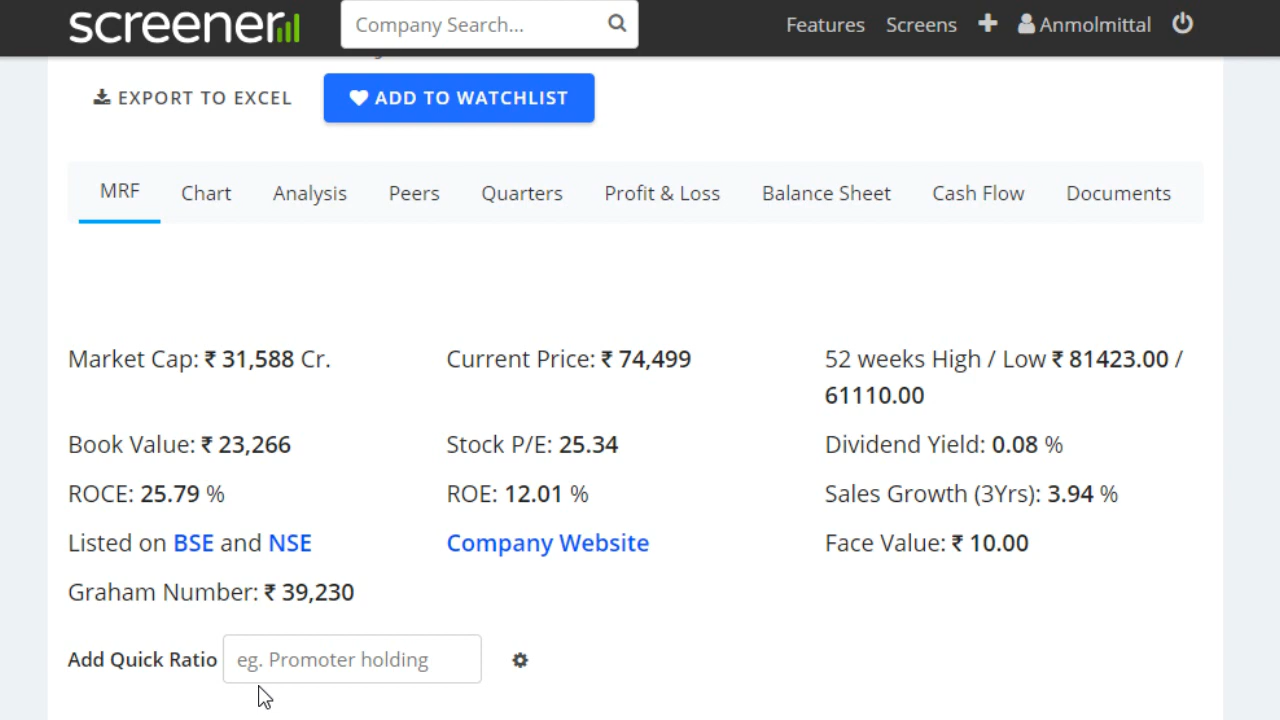 screener
Company Search...
Features Screens Anmolmittal
EXPORT TO EXCEL ADD TO WATCHLIST
MRF Chart Analysis Peers Quarters Profit & Loss Balance Sheet Cash Flow Documents
Market Cap: ₹ 31,588 Cr. Current Price: ₹ 74,499 52 weeks High / Low ₹ 81423.00 /
61110.00
Book Value: ₹ 23,266 Stock P/E: 25.34 Dividend Yield: 0.08 %
ROCE: 25.79 % ROE: 12.01 % Sales Growth (3Yrs): 3.94 %
Listed on BSE and NSE Company Website Face Value: ₹ 10.00
Graham Number: ₹ 39,230
Add Quick Ratio eg. Promoter holding